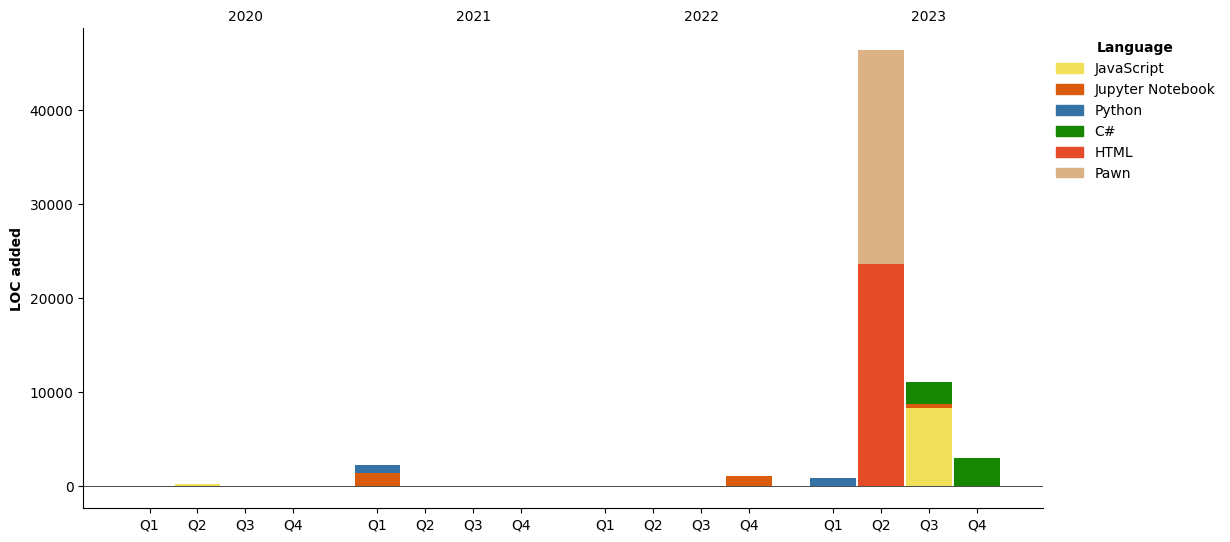 2020 2021 2022 2023
Language
JavaScript
Jupyter Notebook
Python
C#
HTML
Pawn
LOC added
40000
30000
20000
10000
0
Q1 Q2 Q3 Q4 Q1 Q2 Q3 Q4 Q1 Q2 Q3 Q4 Q1 Q2 Q3 Q4